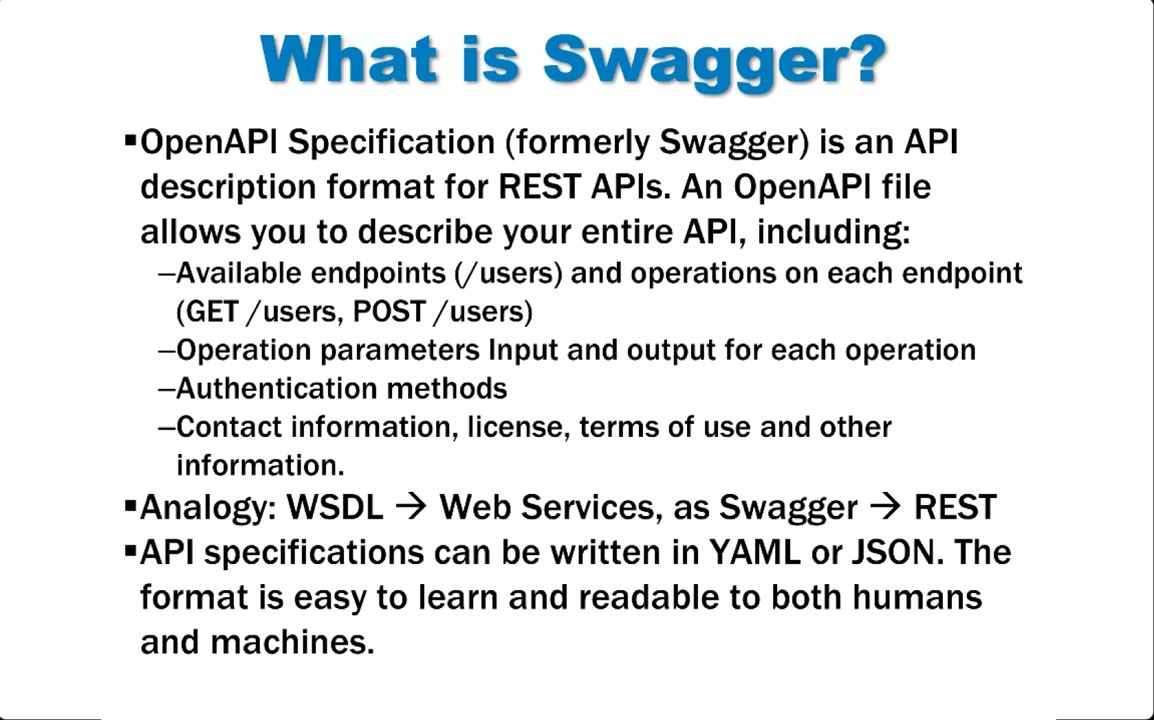 What is Swagger?
▪OpenAPI Specification (formerly Swagger) is an API
description format for REST APIs. An OpenAPI file
allows you to describe your entire API, including:
–Available endpoints (/users) and operations on each endpoint
(GET /users, POST /users)
–Operation parameters Input and output for each operation
–Authentication methods
–Contact information, license, terms of use and other
information.
▪Analogy: WSDL → Web Services, as Swagger → REST
▪API specifications can be written in YAML or JSON. The
format is easy to learn and readable to both humans
and machines.